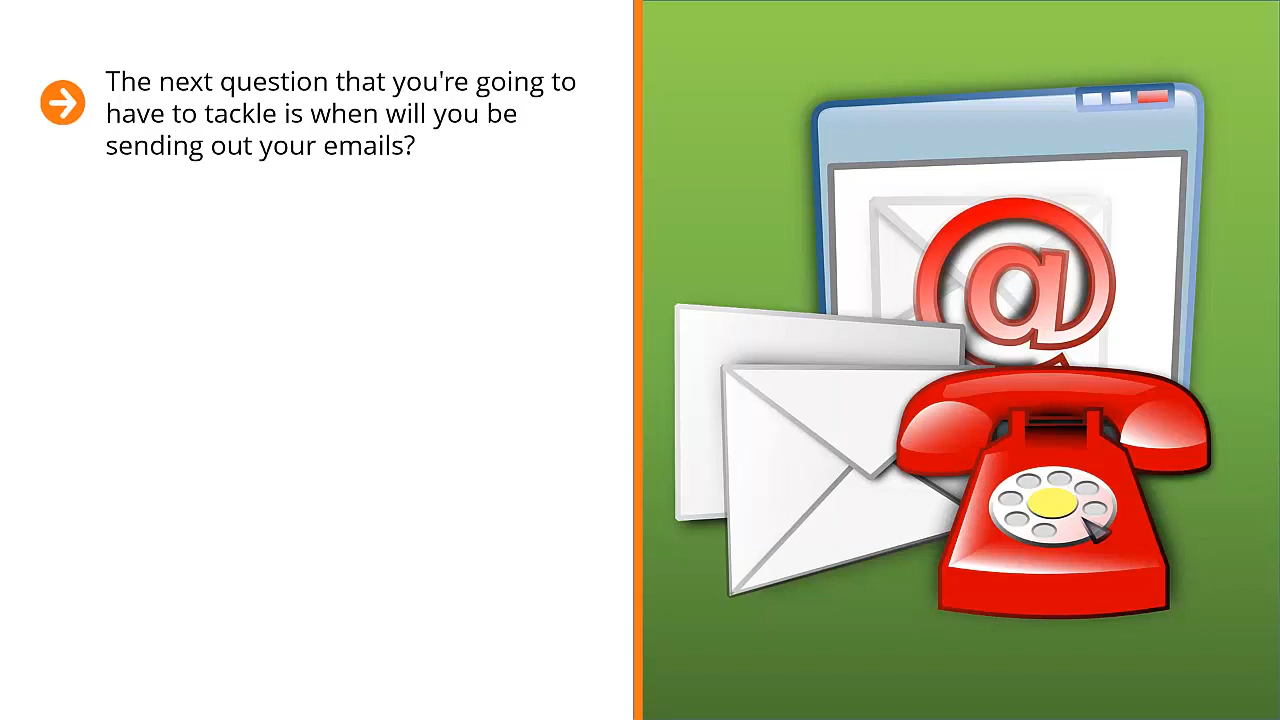 The next question that you're going to
have to tackle is when will you be
sending out your emails?
@